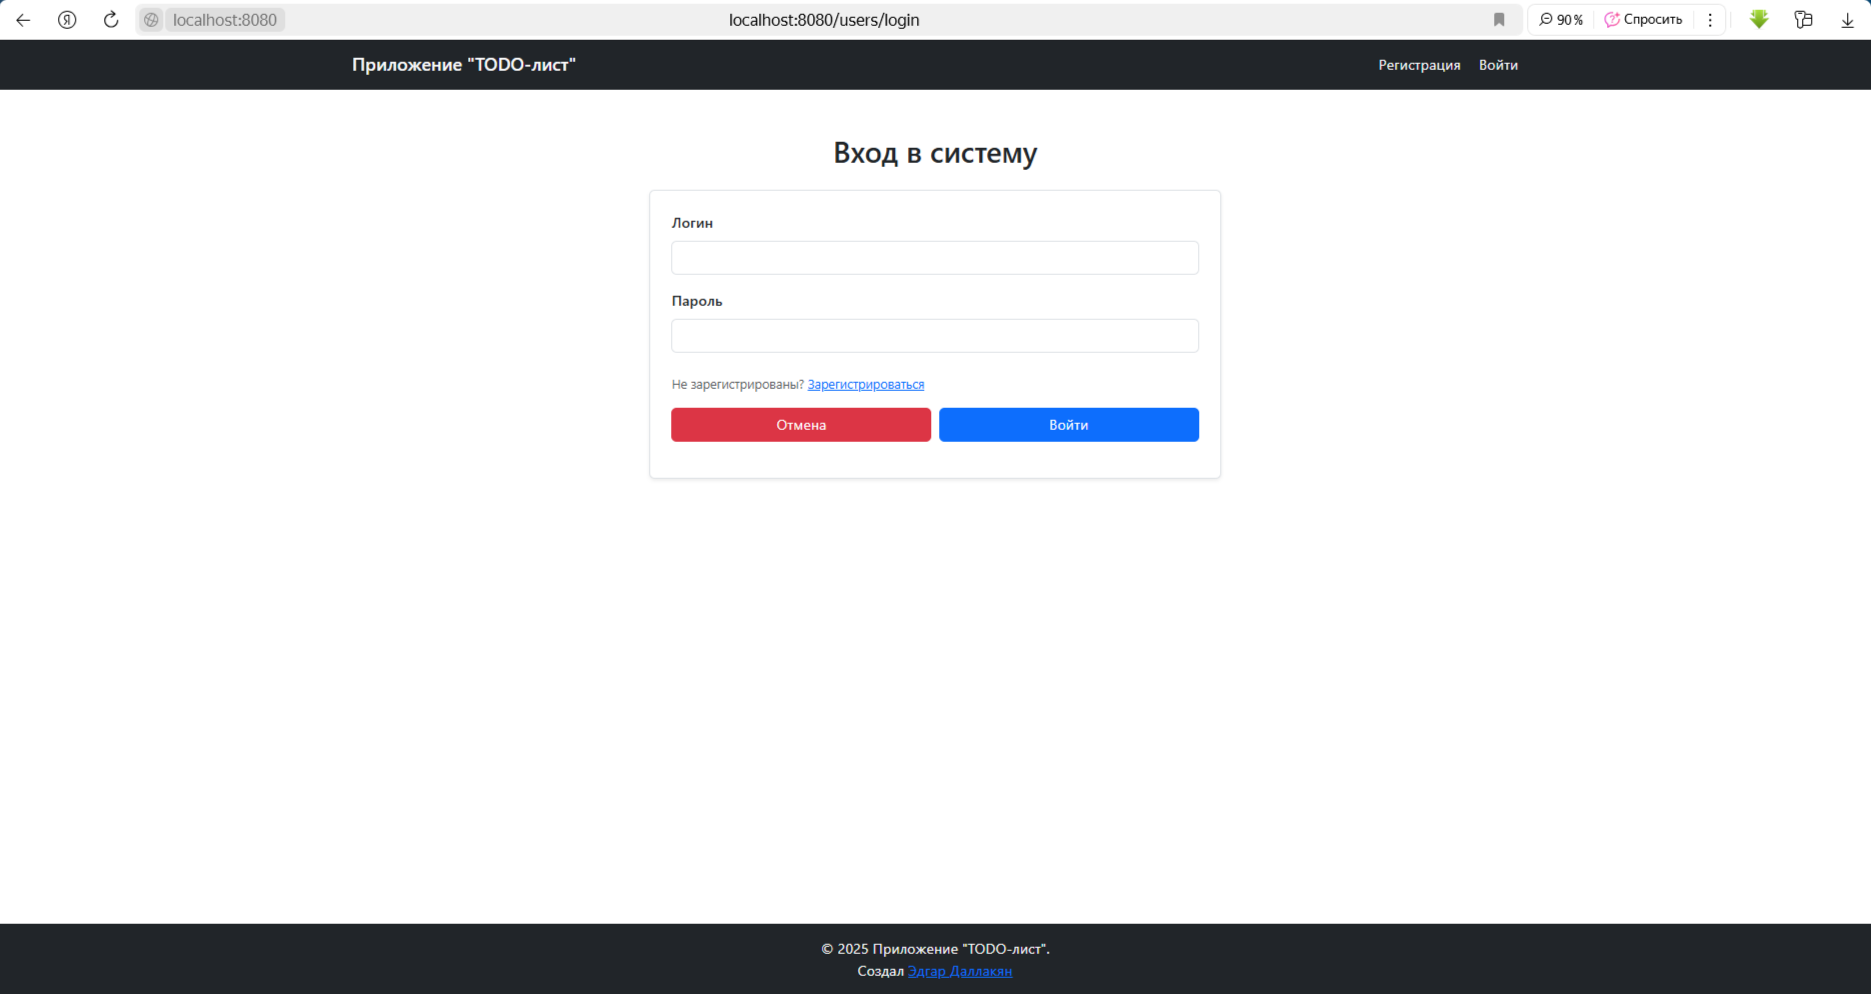 localhost:8080 localhost:8080/users/login 90% Спросить
Приложение "TODO-лист" Регистрация Войти
Вход в систему
Логин
Пароль
Не зарегистрированы? Зарегистрироваться
Отмена Войти
© 2025 Приложение "TODO-лист".
Создал Эдгар Даллакян